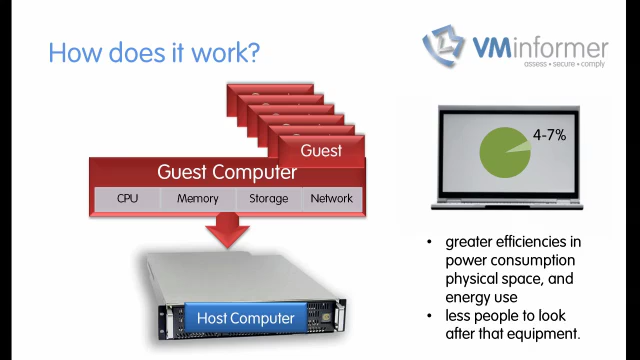 How does it work?
VMinformer
assess • secure • comply
Guest
Guest Computer
CPU Memory Storage Network
Host Computer
4-7%
• greater efficiencies in
power consumption
physical space, and
energy use
• less people to look
after that equipment.